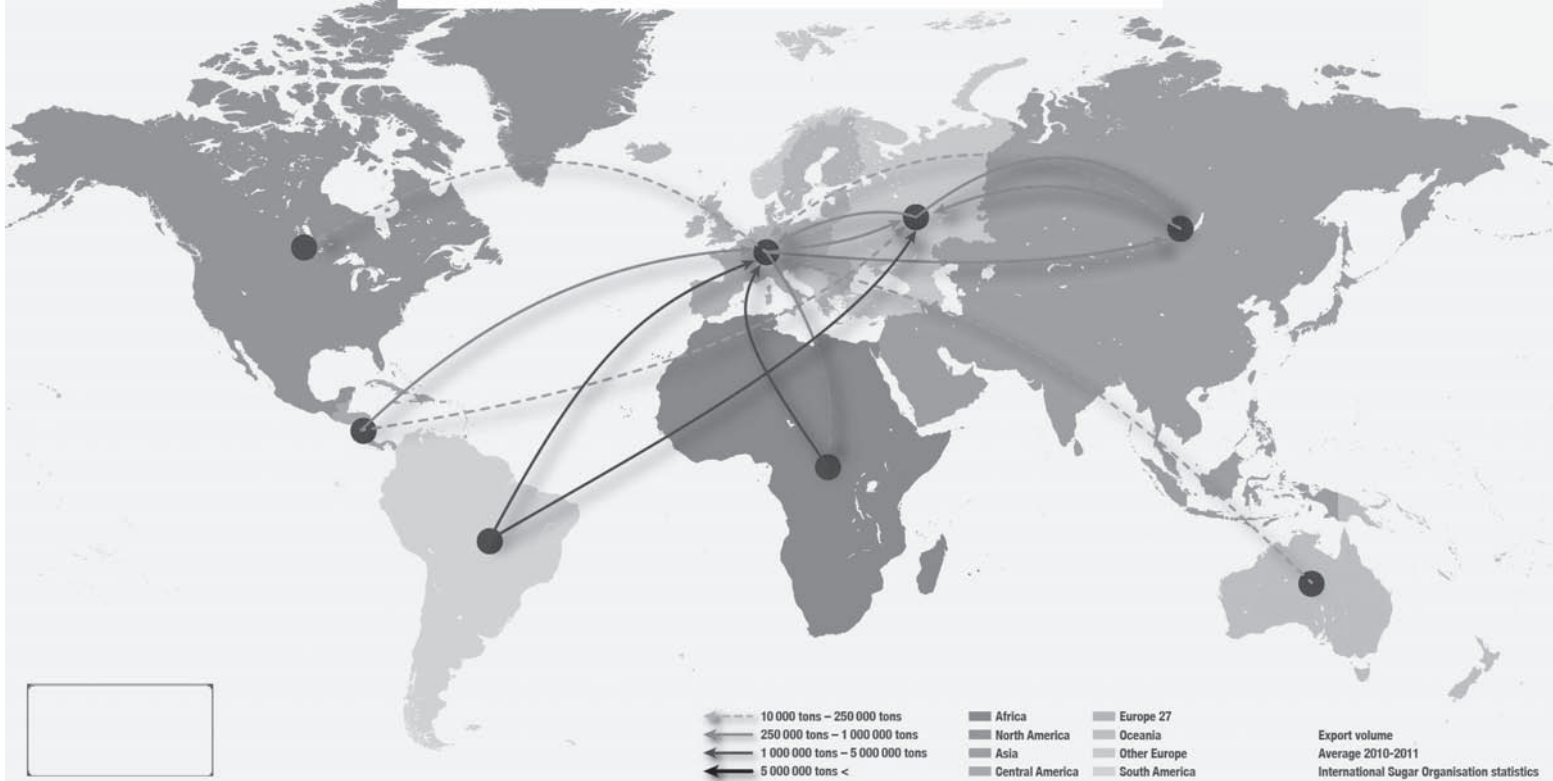 10 000 tons – 250 000 tons
250 000 tons – 1 000 000 tons
1 000 000 tons – 5 000 000 tons
5 000 000 tons <
Africa
North America
Asia
Central America
Europe 27
Oceania
Other Europe
South America
Export volume
Average 2010-2011
International Sugar Organisation statistics